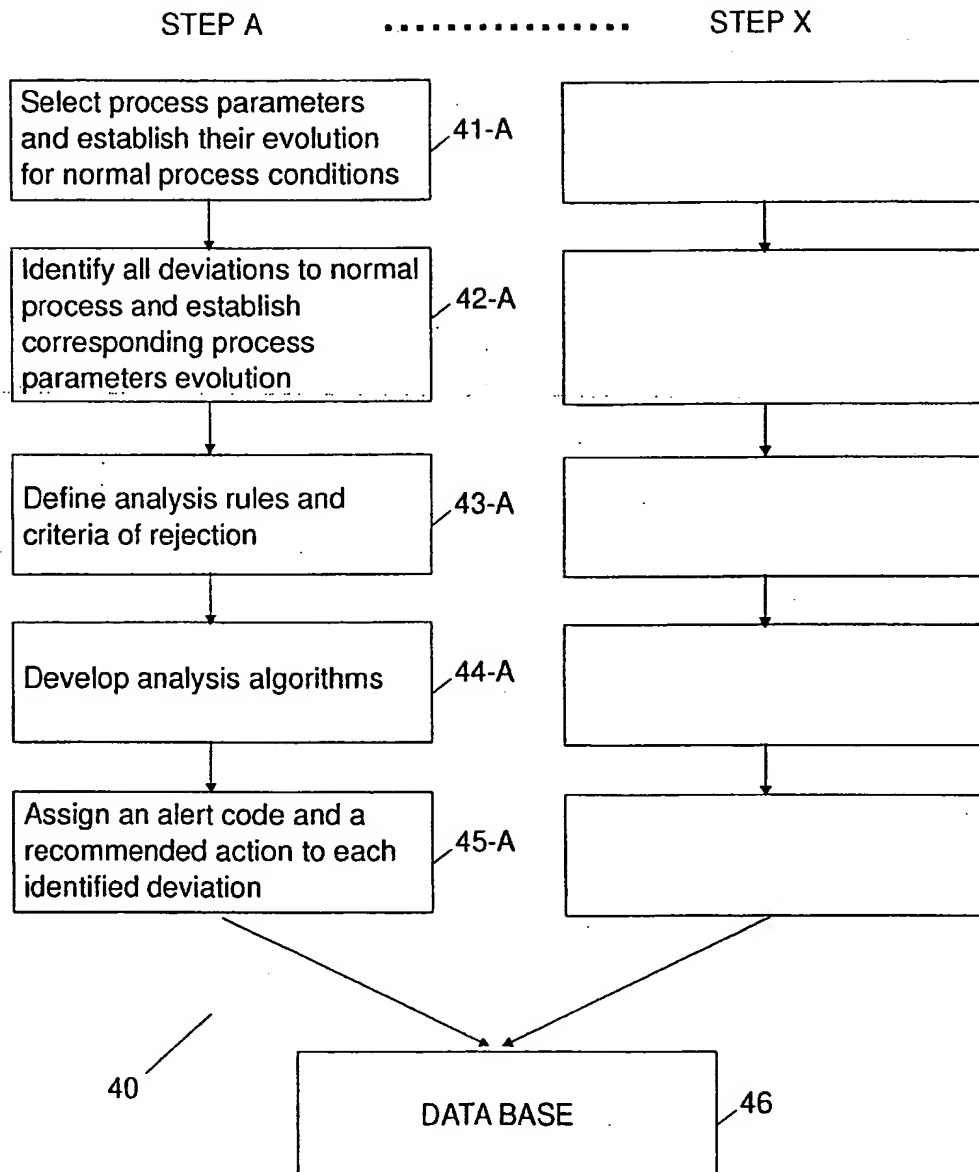 STEP A ................ STEP X
Select process parameters
and establish their evolution
for normal process conditions
41-A
Identify all deviations to normal
process and establish
corresponding process
parameters evolution
42-A
Define analysis rules and
criteria of rejection
43-A
Develop analysis algorithms
44-A
Assign an alert code and a
recommended action to each
identified deviation
45-A
40
DATA BASE
46